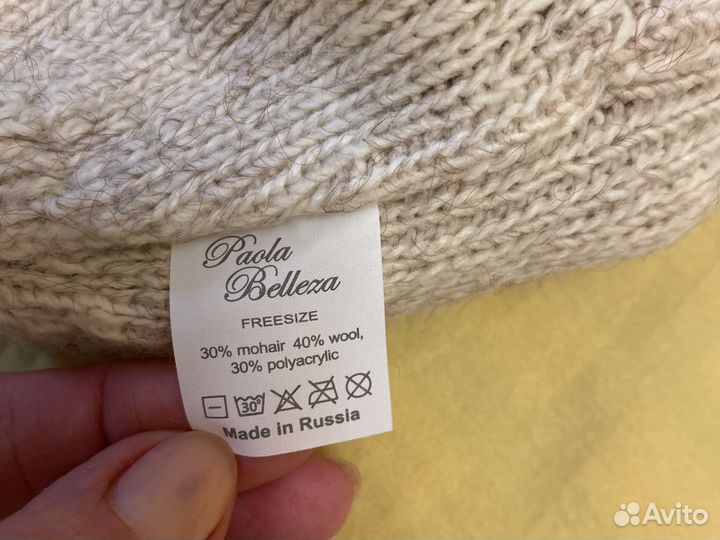 Paola
Belleza
FREESIZE
30% mohair 40% wool,
30% polyacrylic
30°
Made in Russia
Avito